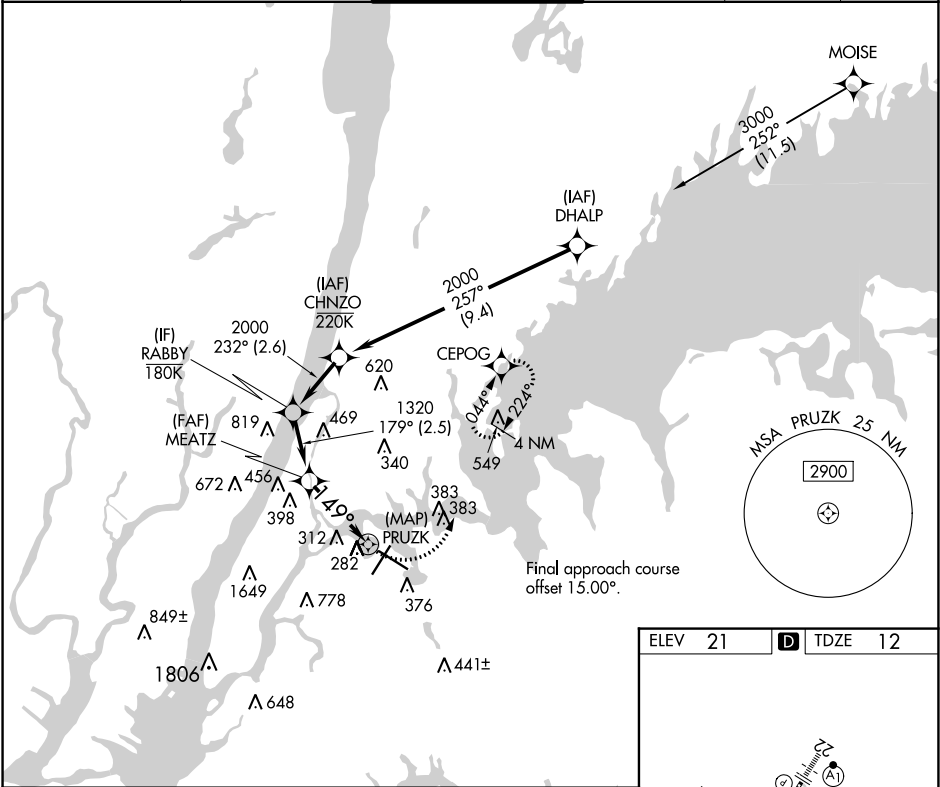 MOISE
3000
252°
(11.5)
(IAF)
DHALP
2000
257°
(9.4)
(IAF)
CHNZO
220K
2000
232° (2.6)
(IF)
RABBY
180K
620
CEPOG
044°
224°
4 NM
549
(FAF)
MEATZ
819
469
1320
179° (2.5)
340
672
456
398
149°
383
383
(MAP)
PRUZK
312
282
376
1649
778
849±
1806
648
441±
Final approach course
offset 15.00°.
MSA PRUZK 25 NM
2900
ELEV 21 D TDZE 12
22
A1